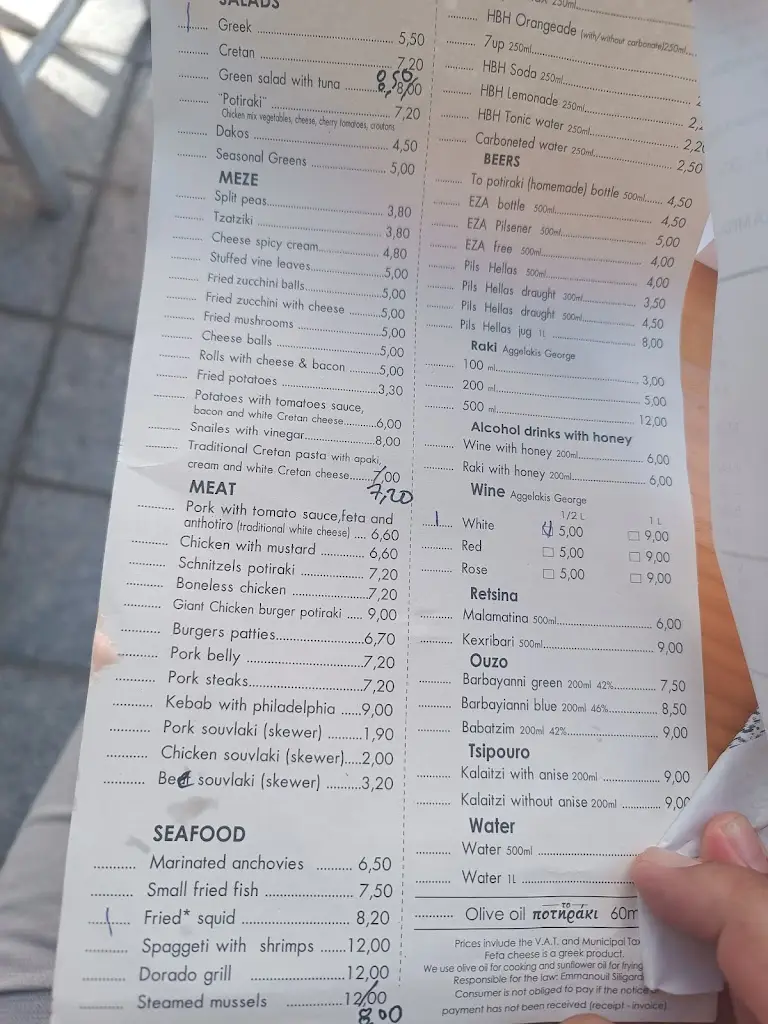 SALADS
Greek 5,50
Cretan 7,20
Green salad with tuna 8,00
"Potiraki" 7,20
Chicken mix vegetables, cheese, cherry tomatoes, croutons
Dakos 4,50
Seasonal Greens 5,00
MEZE
Split peas 3,80
Tzatziki 3,80
Cheese spicy cream 4,80
Stuffed vine leaves 5,00
Fried zucchini balls 5,00
Fried zucchini with cheese 5,00
Fried mushrooms 5,00
Cheese balls 5,00
Rolls with cheese & bacon 5,00
Fried potatoes 3,30
Potatoes with tomatoes sauce,
bacon and white Cretan cheese 6,00
Snailes with vinegar 8,00
Traditional Cretan pasta with apaki,
cream and white Cretan cheese 7,00
7,20
MEAT
Pork with tomato sauce,feta and
anthotiro (traditional white cheese) 6,60
Chicken with mustard 6,60
Schnitzels potiraki 7,20
Boneless chicken 7,20
Giant Chicken burger potiraki 9,00
Burgers patties 6,70
Pork belly 7,20
Pork steaks 7,20
Kebab with philadelphia 9,00
Pork souvlaki (skewer) 1,90
Chicken souvlaki (skewer) 2,00
Beef souvlaki (skewer) 3,20
SEAFOOD
Marinated anchovies 6,50
Small fried fish 7,50
Fried* squid 8,20
Spaggeti with shrimps 12,00
Dorado grill 12,00
Steamed mussels 12,00
8,00
250ml
HBH Orangeade (with/without carbonate)250ml
7up 250ml
HBH Soda 250ml
HBH Lemonade 250ml
HBH Tonic water 250ml 2,20
Carboneted water 250ml 2,50
BEERS
To potiraki (homemade) bottle 500ml 4,50
EZA bottle 500ml 4,50
EZA Pilsener 500ml 5,00
EZA free 500ml 4,00
Pils Hellas 500ml 4,00
Pils Hellas draught 300ml 3,50
Pils Hellas draught 500ml 4,50
Pils Hellas jug 1L 8,00
Raki Aggelakis George
100 ml 3,00
200 ml 5,00
500 ml 12,00
Alcohol drinks with honey
Wine with honey 200ml 6,00
Raki with honey 200ml 6,00
Wine Aggelakis George
1/2 L 1 L
White 5,00 9,00
Red 5,00 9,00
Rose 5,00 9,00
Retsina
Malamatina 500ml 6,00
Kexribari 500ml 9,00
Ouzo
Barbayanni green 200ml 42% 7,50
Barbayianni blue 200ml 46% 8,50
Babatzim 200ml 42% 9,00
Tsipouro
Kalaitzi with anise 200ml 9,00
Kalaitzi without anise 200ml 9,00
Water
Water 500ml
Water 1L
Olive oil το ποτηράκι 60m
Prices invlude the V.A.T. and Municipal Tax
Feta cheese is a greek product.
We use olive oil for cooking and sunflower oil for frying
Responsible for the law: Emmanouil Siligard
Consumer is not obliged to pay if the notice
payment has not been received (receipt - invoice)